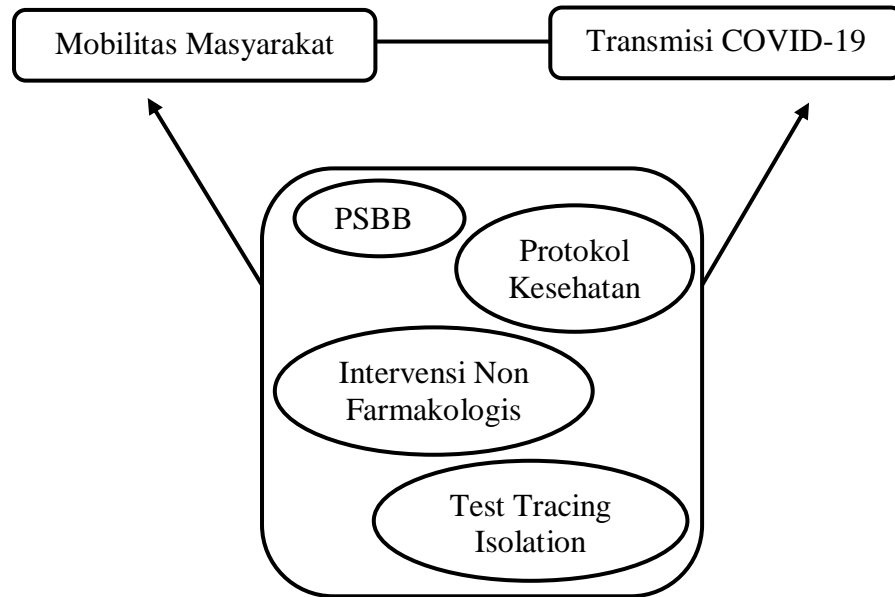 Mobilitas Masyarakat
Transmisi COVID-19
PSBB
Protokol
Kesehatan
Intervensi Non
Farmakologis
Test Tracing
Isolation